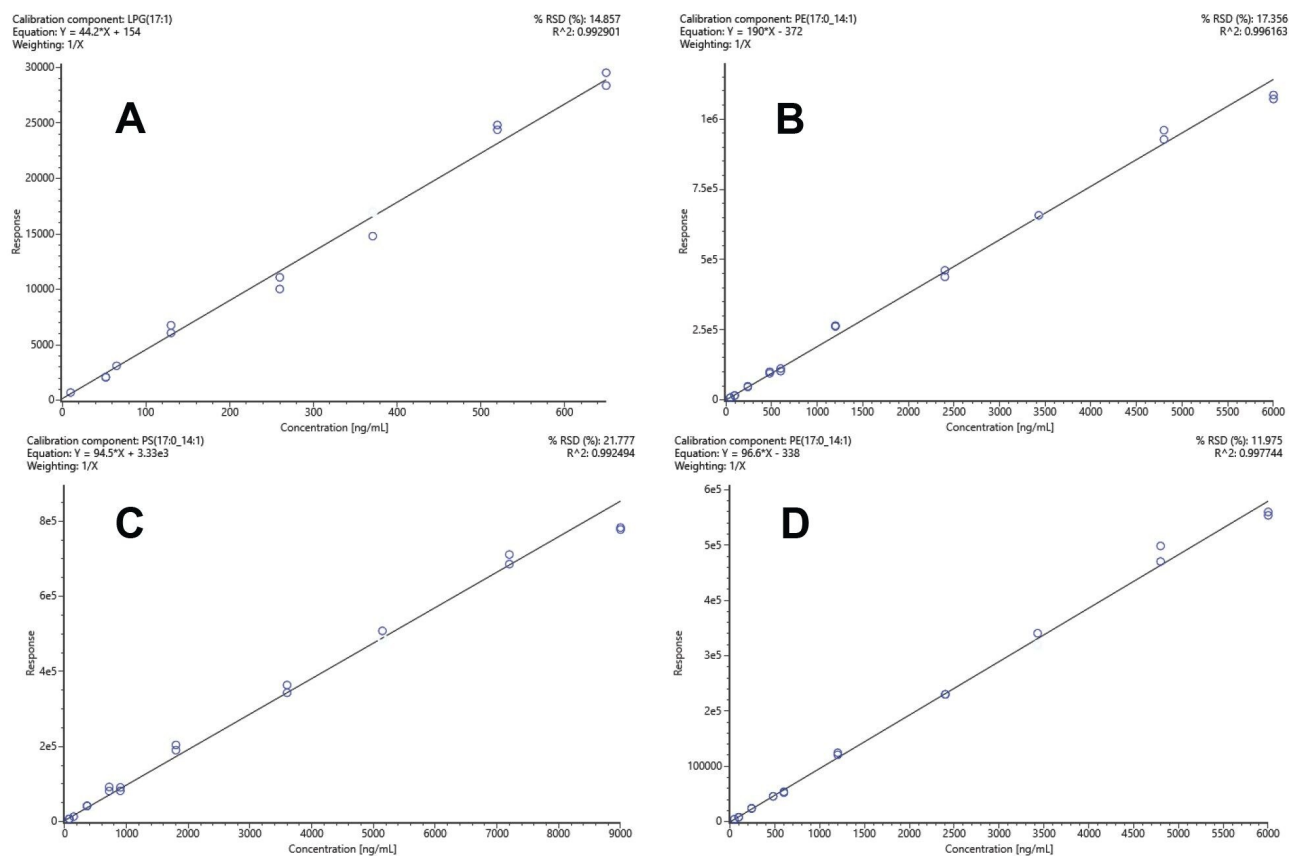 Calibration component: LPG(17:1)
% RSD (%): 14.857
Equation: Y = 44.2*X + 154
R^2: 0.992901
Weighting: 1/X
A
30000
25000
20000
15000
10000
5000
0
Response
0 100 200 300 400 500 600
Concentration [ng/mL]
Calibration component: PE(17:0_14:1)
% RSD (%): 17.356
Equation: Y = 190*X - 372
R^2: 0.996163
Weighting: 1/X
B
1e6
7.5e5
5e5
2.5e5
0
Response
0 500 1000 1500 2000 2500 3000 3500 4000 4500 5000 5500 6000
Concentration [ng/mL]
Calibration component: PS(17:0_14:1)
% RSD (%): 21.777
Equation: Y = 94.5*X + 3.33e3
R^2: 0.992494
Weighting: 1/X
C
8e5
6e5
4e5
2e5
0
Response
0 1000 2000 3000 4000 5000 6000 7000 8000 9000
Concentration [ng/mL]
Calibration component: PE(17:0_14:1)
% RSD (%): 11.975
Equation: Y = 96.6*X - 338
R^2: 0.997744
Weighting: 1/X
D
6e5
5e5
4e5
3e5
2e5
100000
0
Response
0 500 1000 1500 2000 2500 3000 3500 4000 4500 5000 5500 6000
Concentration [ng/mL]